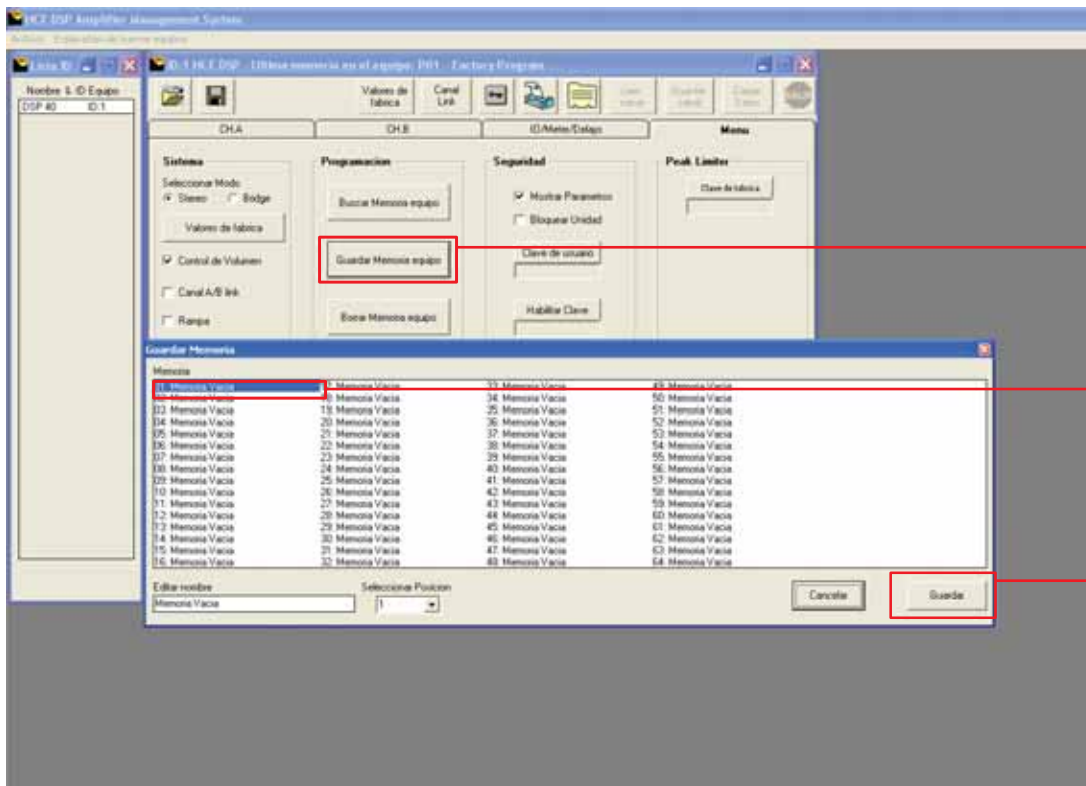 HCF DSP Amplifier Management System
Lista ID
Nombre & ID Equipo
DSP 40 ID:1
ID:1 HCF DSP - Ultima memoria en el equipo: P01 - Factory Program
Valores de fabrica
Canal Link
CH.A
CH.B
ID/Meter/Delays
Menu
Sistema
Seleccionar Modo
Stereo Bridge
Valores de fabrica
Control de Volumen
Canal A/B link
Rampa
Programacion
Buscar Memoria equipo
Guardar Memoria equipo
Borrar Memoria equipo
Seguridad
Mostrar Parametros
Bloquear Unidad
Clave de usuario
Habilitar Clave
Peak Limiter
Clave de fabrica
Guardar Memoria
Memoria
01: Memoria Vacia
02: Memoria Vacia
03: Memoria Vacia
04: Memoria Vacia
05: Memoria Vacia
06: Memoria Vacia
07: Memoria Vacia
08: Memoria Vacia
09: Memoria Vacia
10: Memoria Vacia
11: Memoria Vacia
12: Memoria Vacia
13: Memoria Vacia
14: Memoria Vacia
15: Memoria Vacia
16: Memoria Vacia
17: Memoria Vacia
18: Memoria Vacia
19: Memoria Vacia
20: Memoria Vacia
21: Memoria Vacia
22: Memoria Vacia
23: Memoria Vacia
24: Memoria Vacia
25: Memoria Vacia
26: Memoria Vacia
27: Memoria Vacia
28: Memoria Vacia
29: Memoria Vacia
30: Memoria Vacia
31: Memoria Vacia
32: Memoria Vacia
33: Memoria Vacia
34: Memoria Vacia
35: Memoria Vacia
36: Memoria Vacia
37: Memoria Vacia
38: Memoria Vacia
39: Memoria Vacia
40: Memoria Vacia
41: Memoria Vacia
42: Memoria Vacia
43: Memoria Vacia
44: Memoria Vacia
45: Memoria Vacia
46: Memoria Vacia
47: Memoria Vacia
48: Memoria Vacia
49: Memoria Vacia
50: Memoria Vacia
51: Memoria Vacia
52: Memoria Vacia
53: Memoria Vacia
54: Memoria Vacia
55: Memoria Vacia
56: Memoria Vacia
57: Memoria Vacia
58: Memoria Vacia
59: Memoria Vacia
60: Memoria Vacia
61: Memoria Vacia
62: Memoria Vacia
63: Memoria Vacia
64: Memoria Vacia
Editar nombre
Memoria Vacia
Seleccionar Posicion
1
Cancelar
Guardar